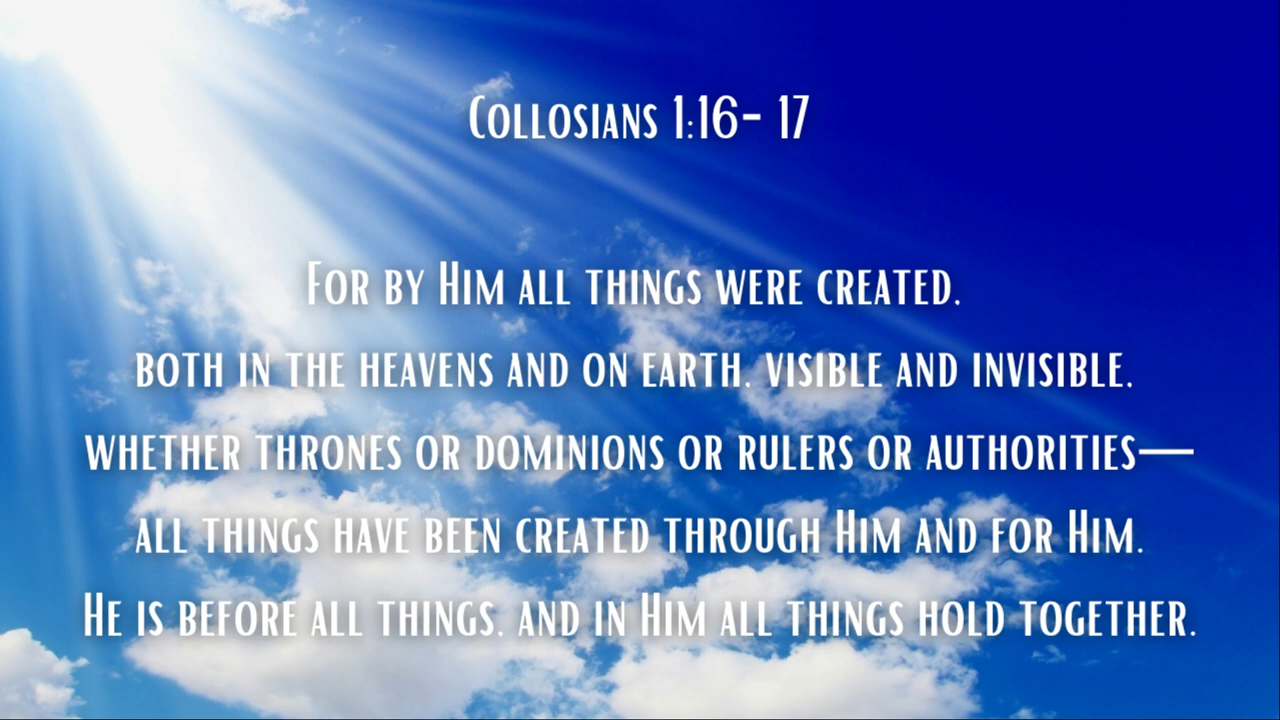 Collosians 1:16- 17
For by Him all things were created,
both in the heavens and on earth, visible and invisible,
whether thrones or dominions or rulers or authorities—
all things have been created through Him and for Him.
He is before all things, and in Him all things hold together.